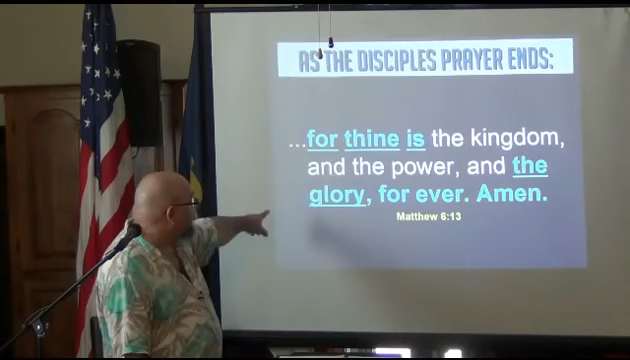 AS THE DISCIPLES PRAYER ENDS:
...for thine is the kingdom,
and the power, and the
glory, for ever. Amen.
Matthew 6:13